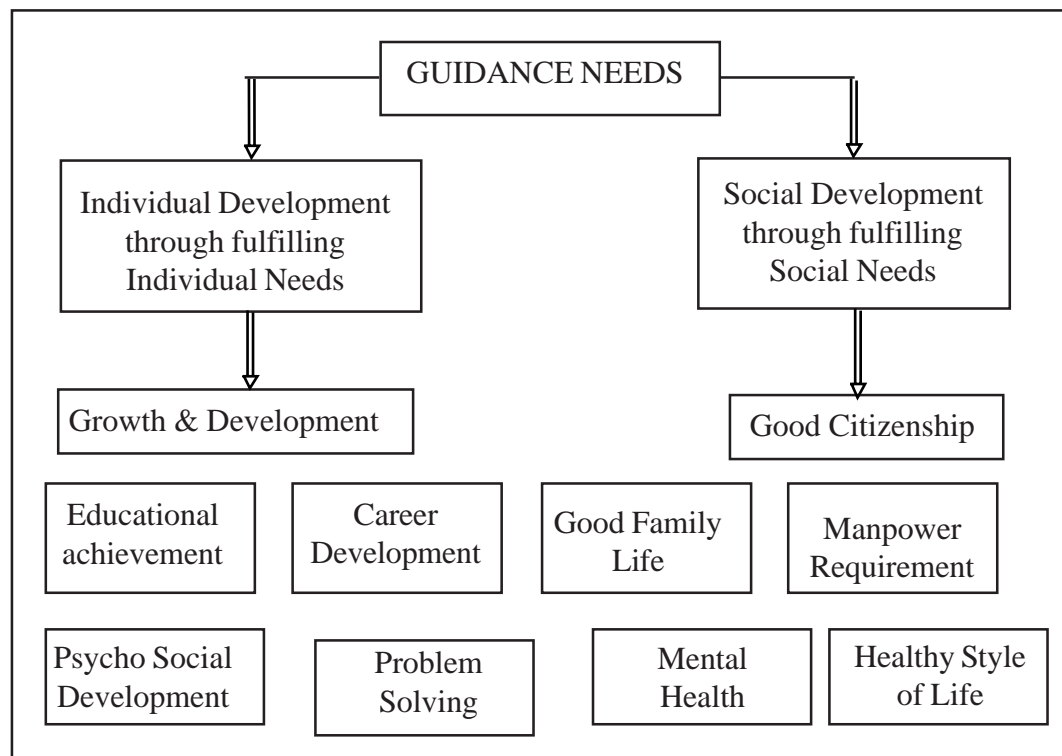 GUIDANCE NEEDS
Individual Development
through fulfilling
Individual Needs
Social Development
through fulfilling
Social Needs
Growth & Development
Good Citizenship
Educational
achievement
Career
Development
Good Family
Life
Manpower
Requirement
Psycho Social
Development
Problem
Solving
Mental
Health
Healthy Style
of Life